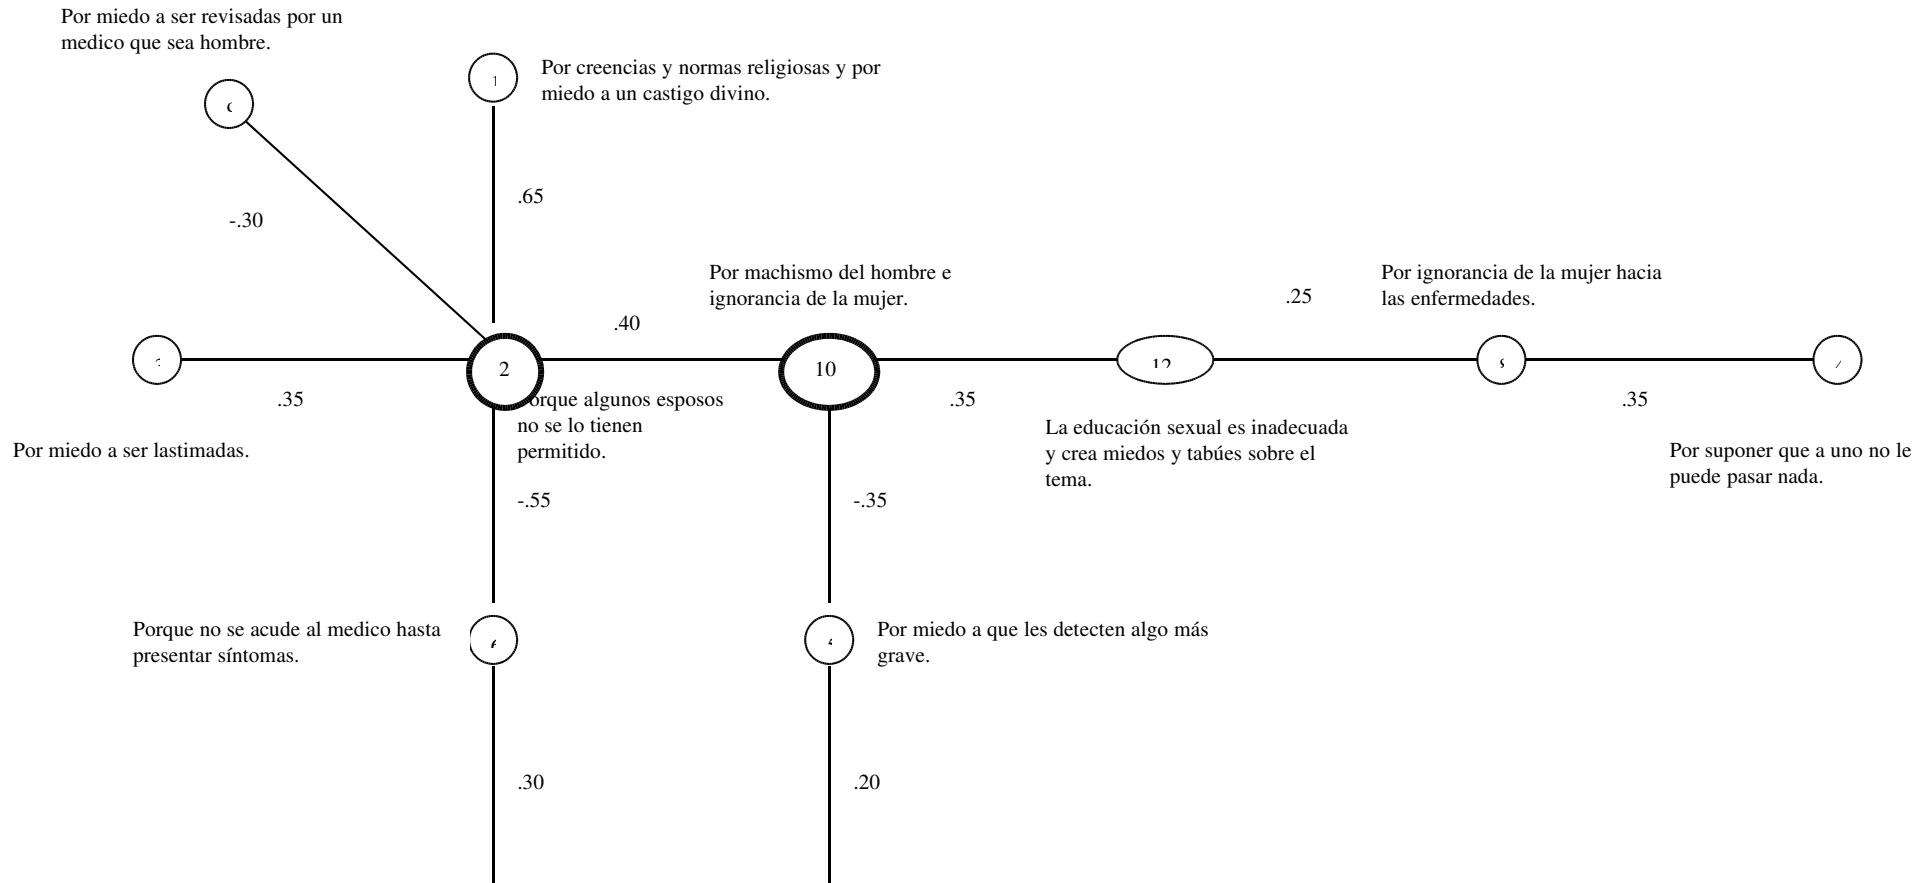 Por miedo a ser revisadas por un
medico que sea hombre.
1
Por creencias y normas religiosas y por
miedo a un castigo divino.
.65
-.30
Por machismo del hombre e
ignorancia de la mujer.
.25
Por ignorancia de la mujer hacia
las enfermedades.
.40
2
10
12
.35
orque algunos esposos
no se lo tienen
permitido.
.35
.35
La educación sexual es inadecuada
y crea miedos y tabúes sobre el
tema.
Por miedo a ser lastimadas.
Por suponer que a uno no le
puede pasar nada.
-.55
-.35
Porque no se acude al medico hasta
presentar síntomas.
Por miedo a que les detecten algo más
grave.
.30
.20